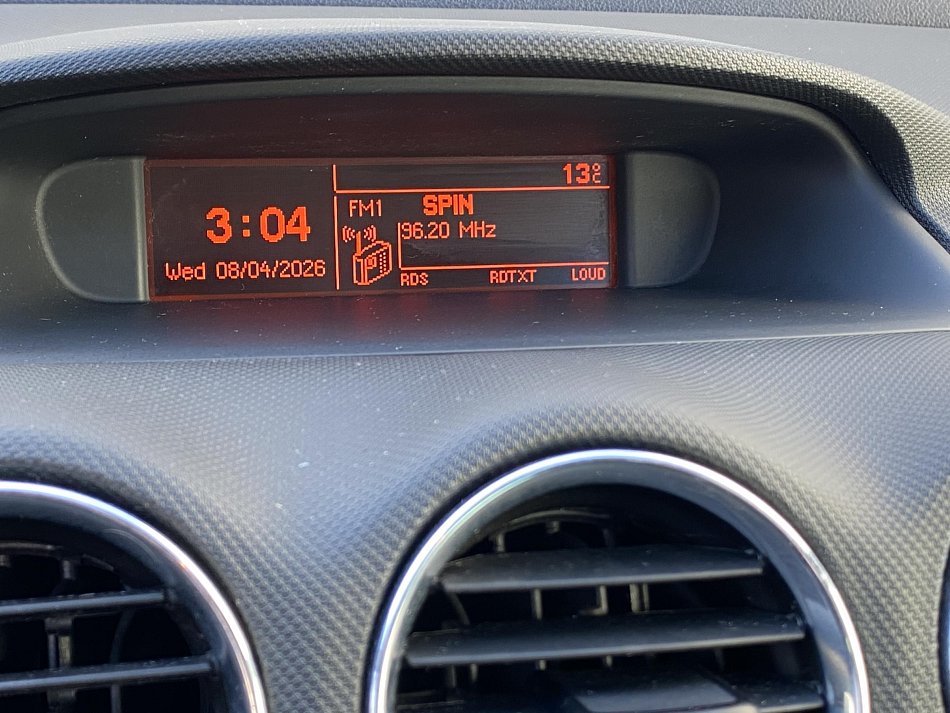 13°C
3:04
Wed 08/04/2026
FM1 SPIN
96.20 MHz
RDS RDTXT LOUD